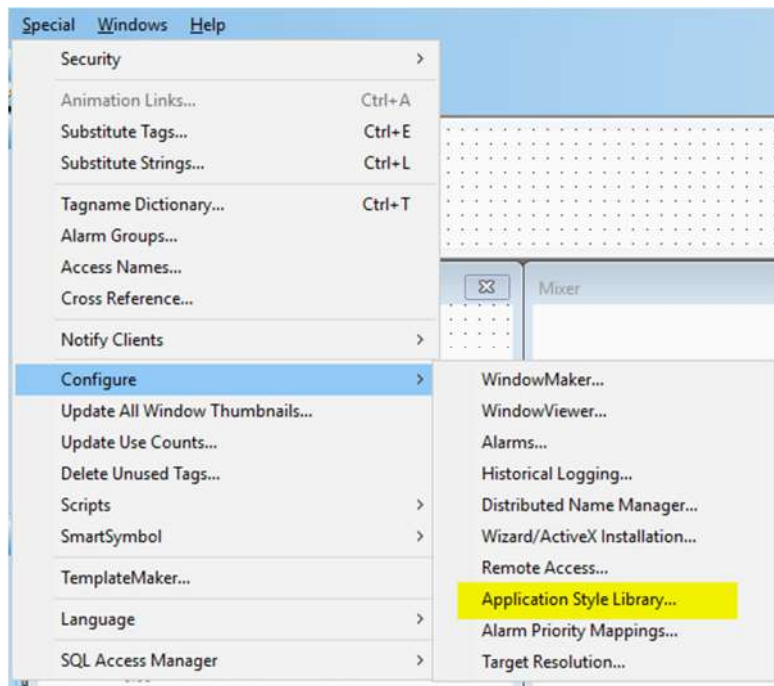 Special Windows Help
Security >
Animation Links... Ctrl+A
Substitute Tags... Ctrl+E
Substitute Strings... Ctrl+L
Tagname Dictionary... Ctrl+T
Alarm Groups...
Access Names...
Cross Reference...
Notify Clients >
Configure >
Update All Window Thumbnails...
Update Use Counts...
Delete Unused Tags...
Scripts >
SmartSymbol >
TemplateMaker...
Language >
SQL Access Manager >
Mixer
WindowMaker...
WindowViewer...
Alarms...
Historical Logging...
Distributed Name Manager...
Wizard/ActiveX Installation...
Remote Access...
Application Style Library...
Alarm Priority Mappings...
Target Resolution...